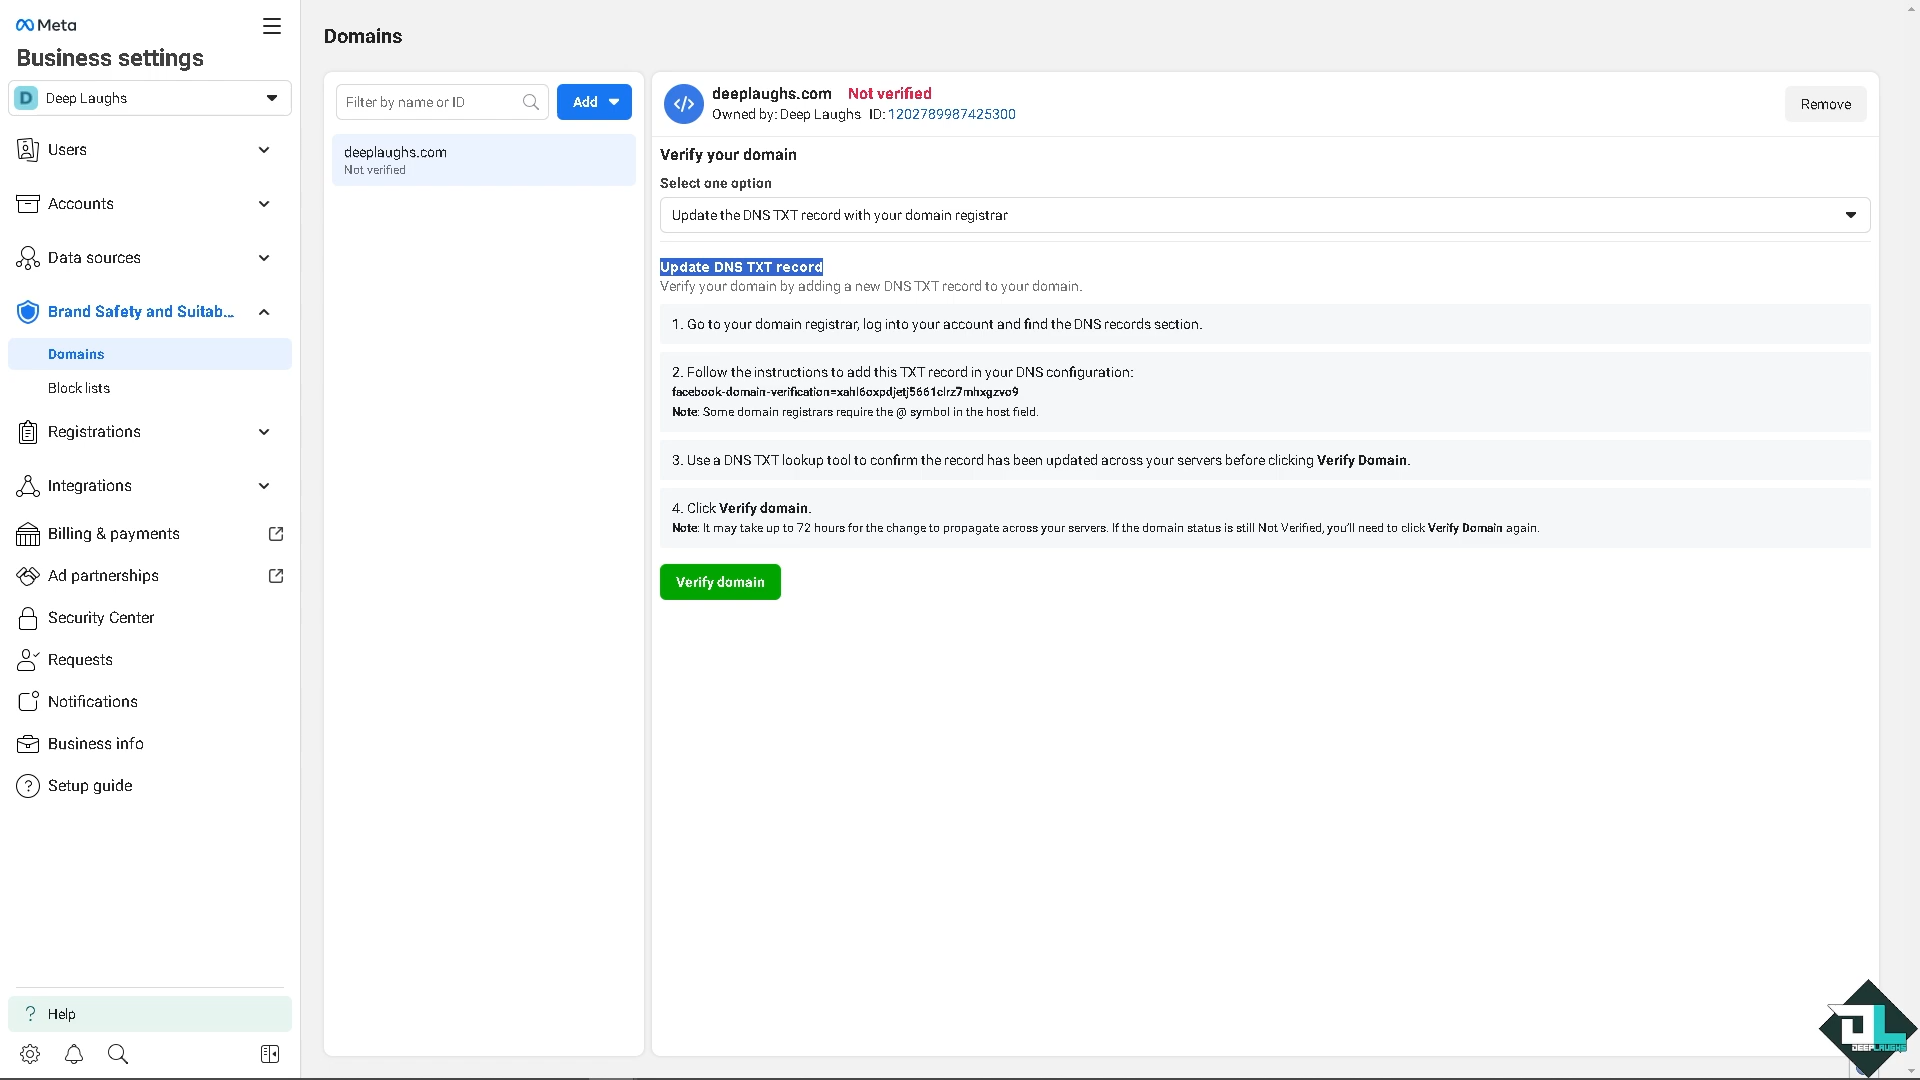 Meta
Business settings
D Deep Laughs
Users
Accounts
Data sources
Brand Safety and Suitab...
Domains
Block lists
Registrations
Integrations
Billing & payments
Ad partnerships
Security Center
Requests
Notifications
Business info
Setup guide
? Help
Domains
Filter by name or ID
Add
deeplaughs.com
Not verified
deeplaughs.com Not verified
Owned by: Deep Laughs ID: 1202789987425300
Remove
Verify your domain
Select one option
Update the DNS TXT record with your domain registrar
Update DNS TXT record
Verify your domain by adding a new DNS TXT record to your domain.
1. Go to your domain registrar, log into your account and find the DNS records section.
2. Follow the instructions to add this TXT record in your DNS configuration:
facebook-domain-verification=xahl6oxpdjetj5661clrz7mhxgzvo9
Note: Some domain registrars require the @ symbol in the host field.
3. Use a DNS TXT lookup tool to confirm the record has been updated across your servers before clicking Verify Domain.
4. Click Verify domain.
Note: It may take up to 72 hours for the change to propagate across your servers. If the domain status is still Not Verified, you'll need to click Verify Domain again.
Verify domain
DL
DEEPLAUGHS